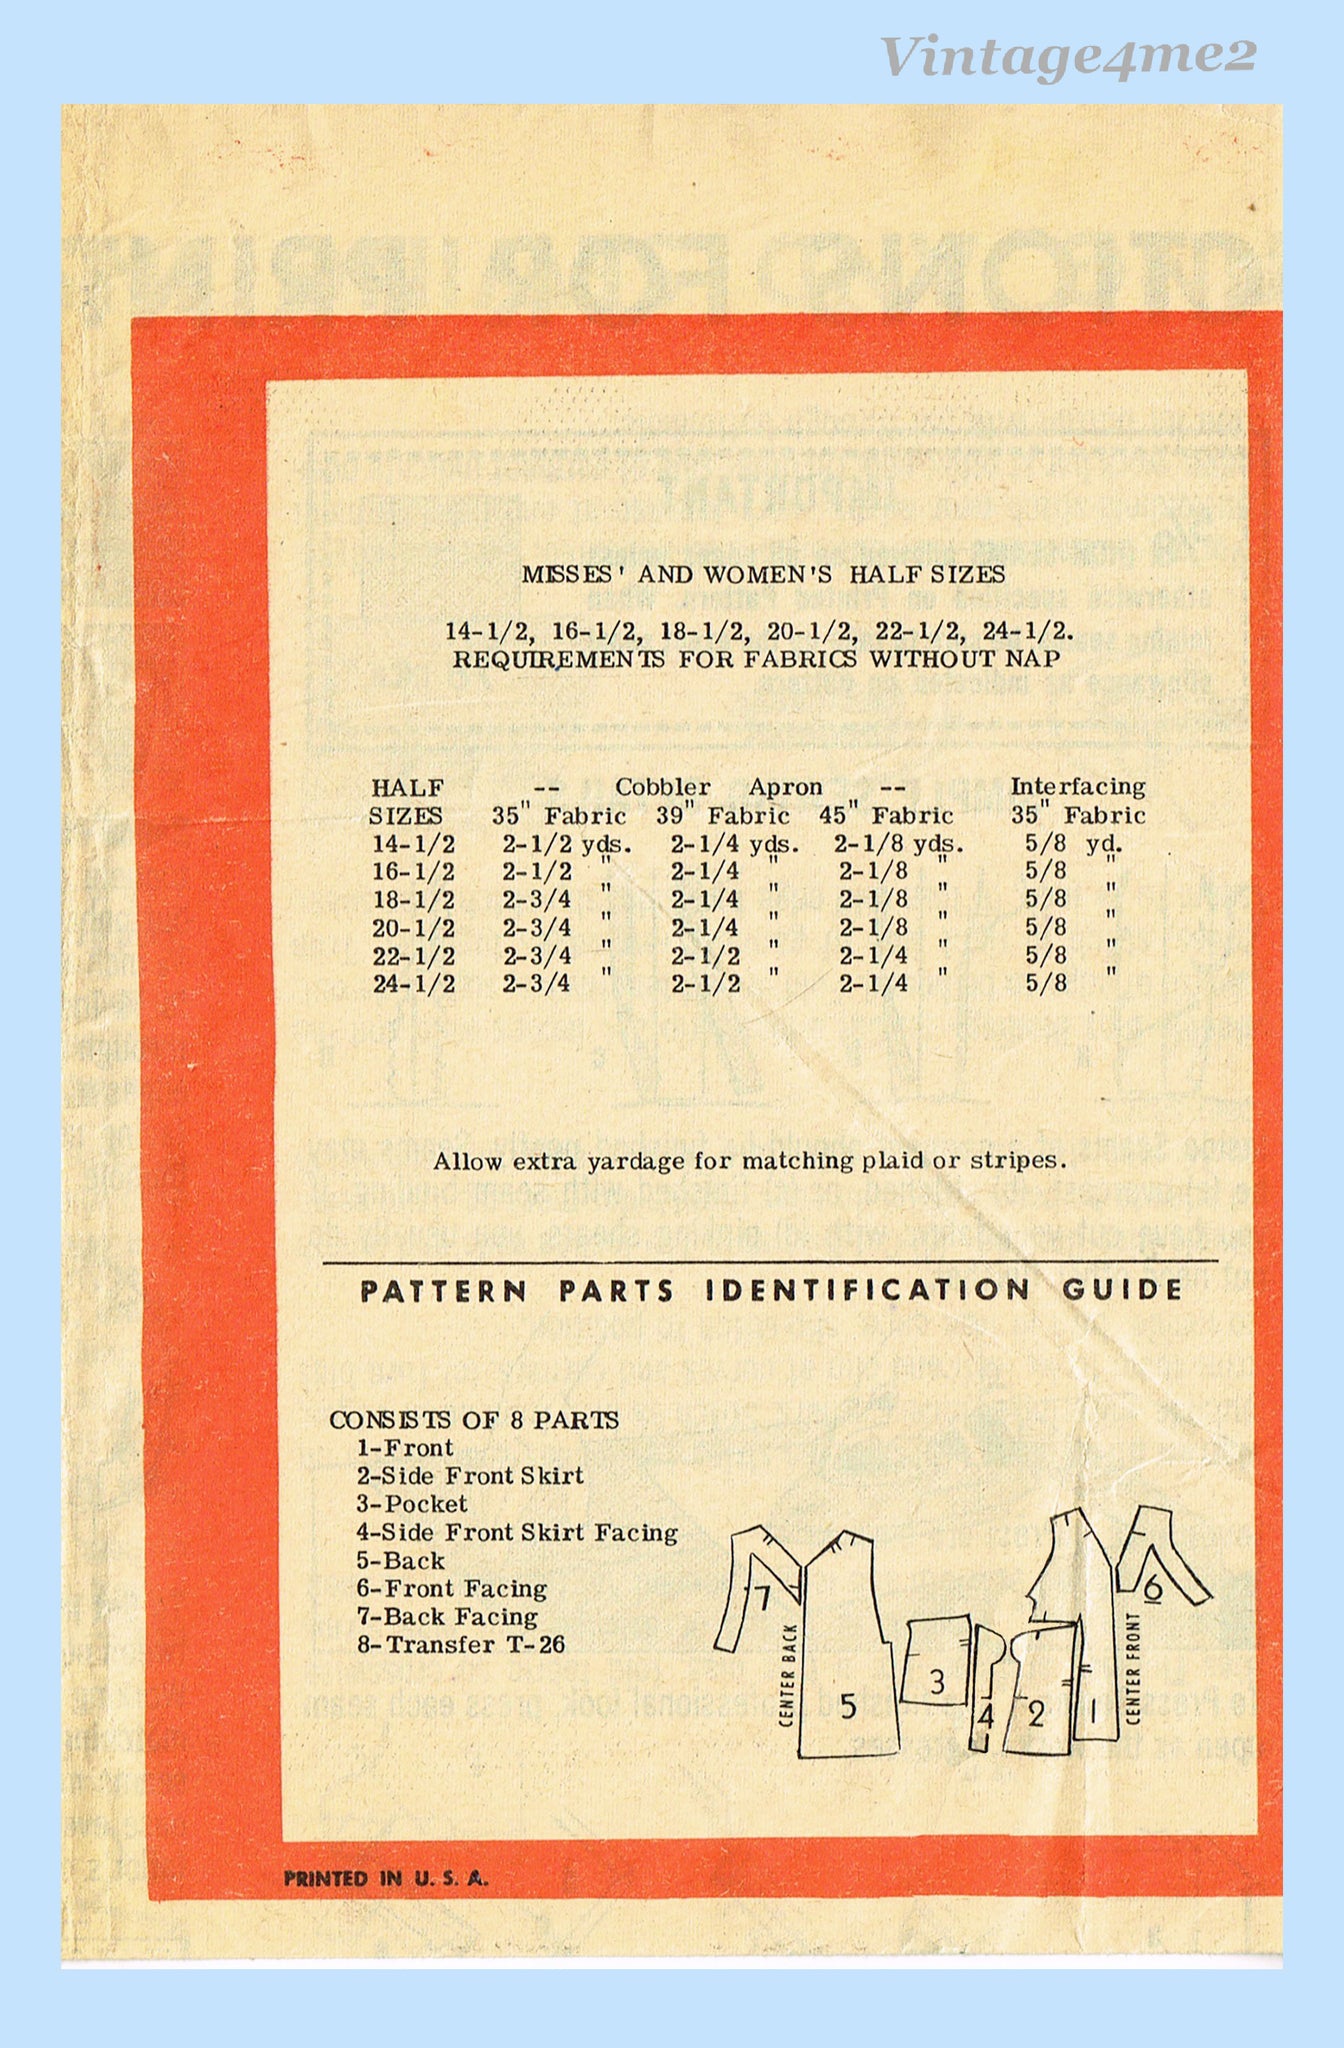 Vintage4me2
MISSES' AND WOMEN'S HALF SIZES
14-1/2, 16-1/2, 18-1/2, 20-1/2, 22-1/2, 24-1/2.
REQUIREMENTS FOR FABRICS WITHOUT NAP
HALF -- Cobbler Apron -- Interfacing
SIZES 35" Fabric 39" Fabric 45" Fabric 35" Fabric
14-1/2 2-1/2 yds. 2-1/4 yds. 2-1/8 yds. 5/8 yd.
16-1/2 2-1/2 " 2-1/4 " 2-1/8 " 5/8 "
18-1/2 2-3/4 " 2-1/4 " 2-1/8 " 5/8 "
20-1/2 2-3/4 " 2-1/4 " 2-1/8 " 5/8 "
22-1/2 2-3/4 " 2-1/2 " 2-1/4 " 5/8 "
24-1/2 2-3/4 " 2-1/2 " 2-1/4 " 5/8 "
Allow extra yardage for matching plaid or stripes.
PATTERN PARTS IDENTIFICATION GUIDE
CONSISTS OF 8 PARTS
1-Front
2-Side Front Skirt
3-Pocket
4-Side Front Skirt Facing
5-Back
6-Front Facing
7-Back Facing
8-Transfer T-26
7
CENTER BACK
5
3
4
2
1
CENTER FRONT
6
PRINTED IN U. S. A.